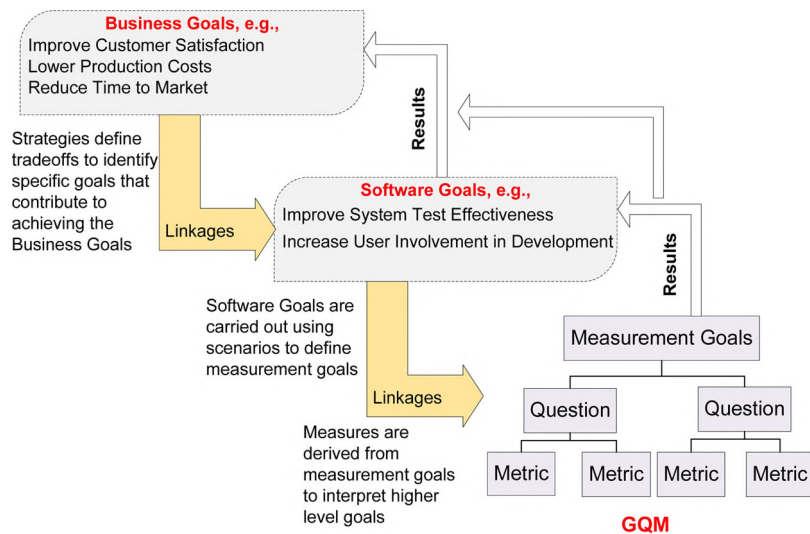 Business Goals, e.g.,
Improve Customer Satisfaction
Lower Production Costs
Reduce Time to Market
Results
Strategies define
tradeoffs to identify
specific goals that
contribute to
achieving the
Business Goals
Linkages
Software Goals, e.g.,
Improve System Test Effectiveness
Increase User Involvement in Development
Results
Software Goals are
carried out using
scenarios to define
measurement goals
Linkages
Measurement Goals
Question
Question
Metric
Metric
Metric
Metric
Measures are
derived from
measurement goals
to interpret higher
level goals
GQM